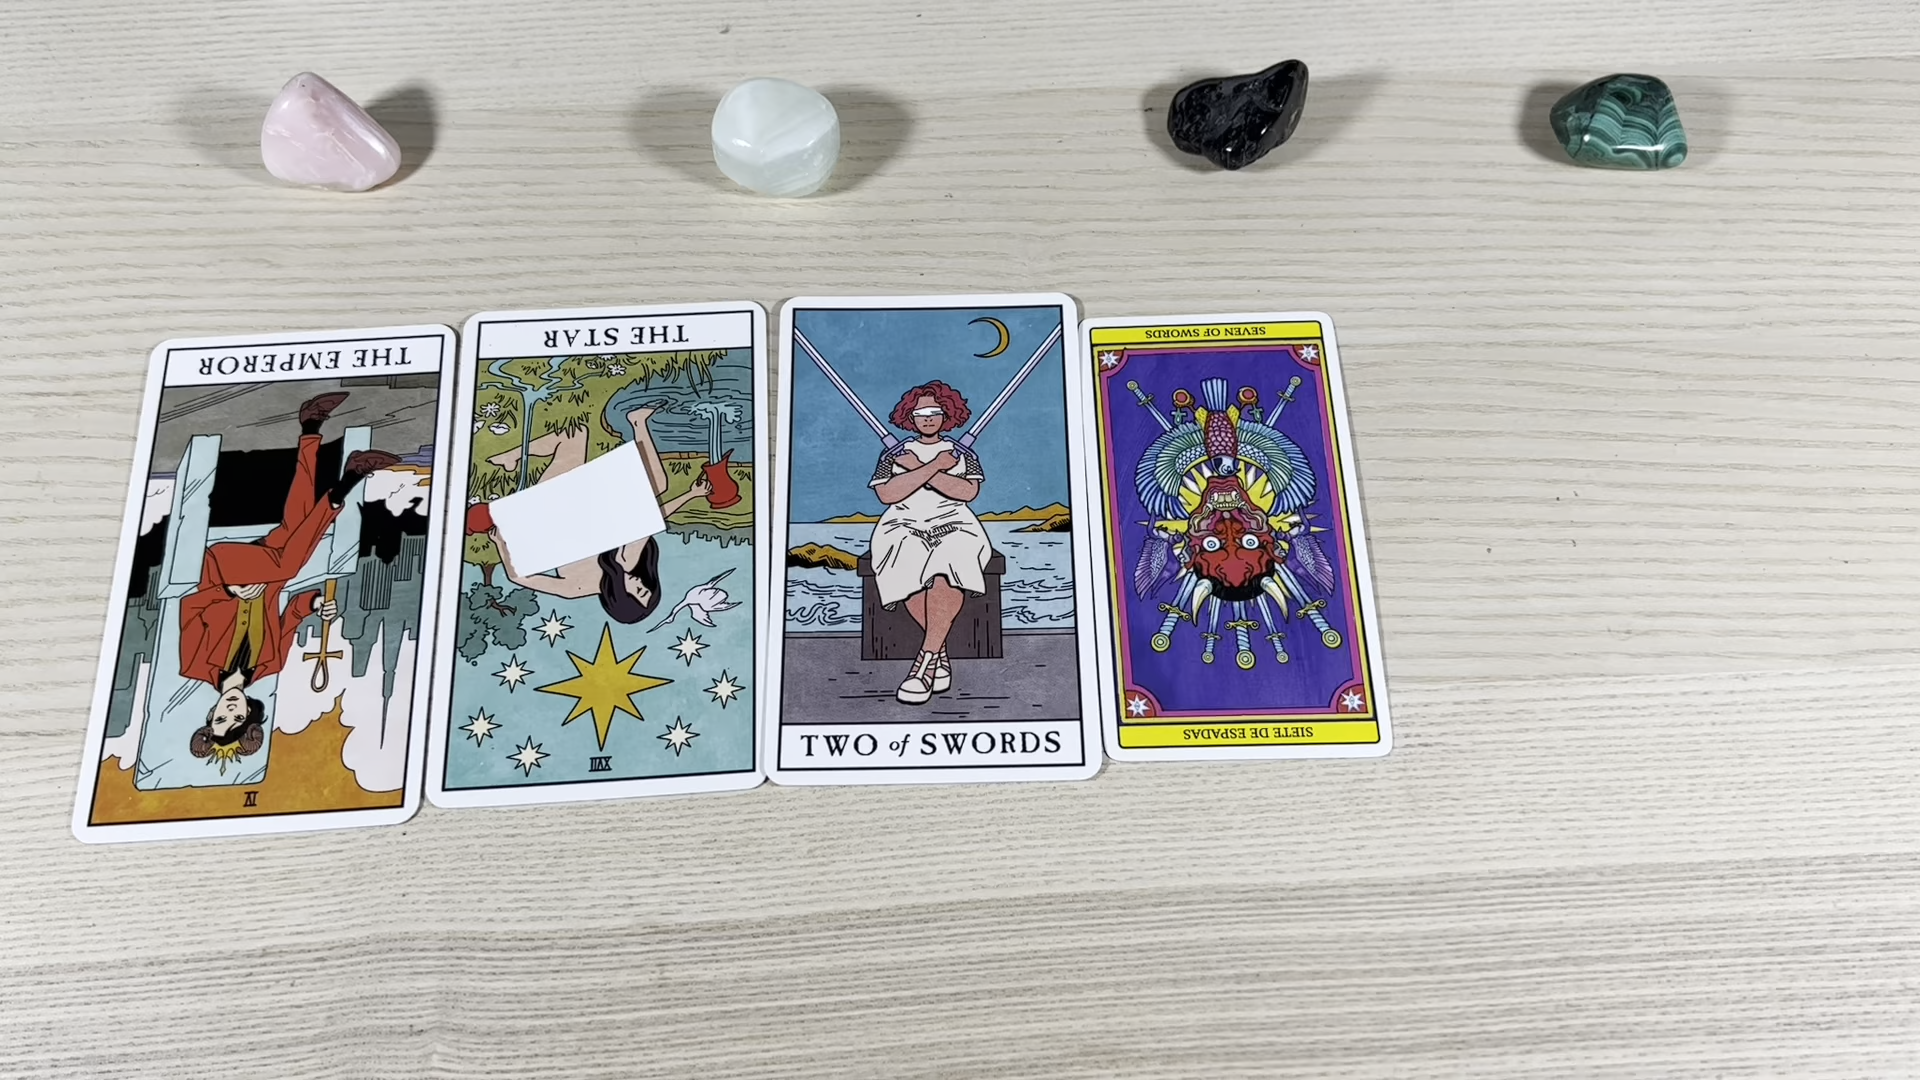 THE EMPEROR
IV
THE STAR
XVII
TWO of SWORDS
SEVEN OF SWORDS
SIETE DE ESPADAS